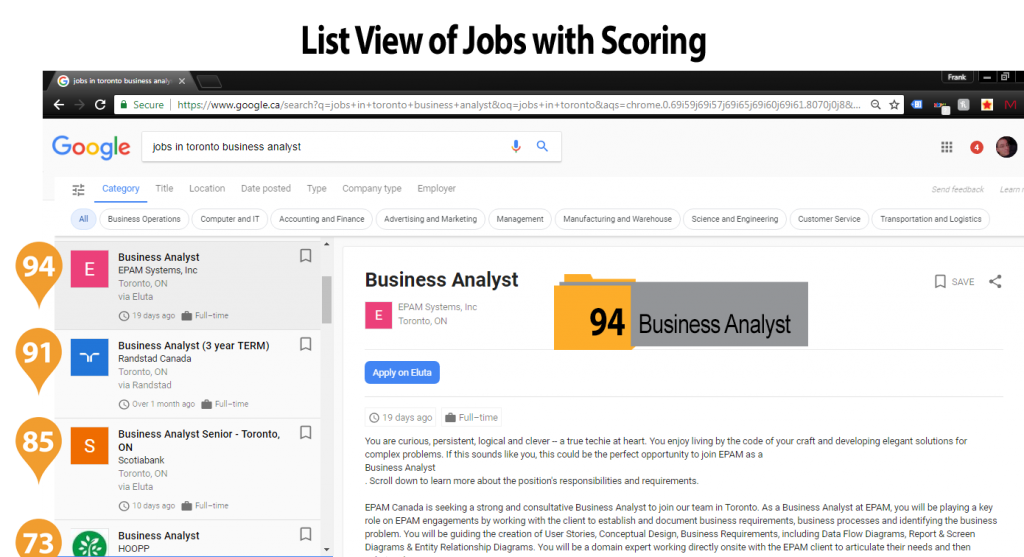 List View of Jobs with Scoring
jobs in toronto business analy
Frank
Secure
https://www.google.ca/search?q=jobs+in+toronto+business+analyst&oq=jobs+in+toronto&aqs=chrome.0.69i59j69i57j69i65j69i60j69i61.8070j0j8&...
Google
jobs in toronto business analyst
4
Category Title Location Date posted Type Company type Employer
Send feedback Learn
All Business Operations Computer and IT Accounting and Finance Advertising and Marketing Management Manufacturing and Warehouse Science and Engineering Customer Service Transportation and Logistics
94
E
Business Analyst
EPAM Systems, Inc
Toronto, ON
via Eluta
19 days ago Full-time
91
Business Analyst (3 year TERM)
Randstad Canada
Toronto, ON
via Randstad
Over 1 month ago Full-time
85
S
Business Analyst Senior - Toronto,
ON
Scotiabank
Toronto, ON
via Eluta
10 days ago Full-time
73
Business Analyst
HOOPP
Business Analyst
SAVE
E
EPAM Systems, Inc
Toronto, ON
94 Business Analyst
Apply on Eluta
19 days ago Full-time
You are curious, persistent, logical and clever – a true techie at heart. You enjoy living by the code of your craft and developing elegant solutions for
complex problems. If this sounds like you, this could be the perfect opportunity to join EPAM as a
Business Analyst
. Scroll down to learn more about the position's responsibilities and requirements.
EPAM Canada is seeking a strong and consultative Business Analyst to join our team in Toronto. As a Business Analyst at EPAM, you will be playing a key
role on EPAM engagements by working with the client to establish and document business requirements, business processes and identifying the business
problem. You will be guiding the creation of User Stories, Conceptual Design, Business Requirements, including Data Flow Diagrams, Report & Screen
Diagrams & Entity Relationship Diagrams. You will be a domain expert working directly onsite with the EPAM client to articulate their needs and then